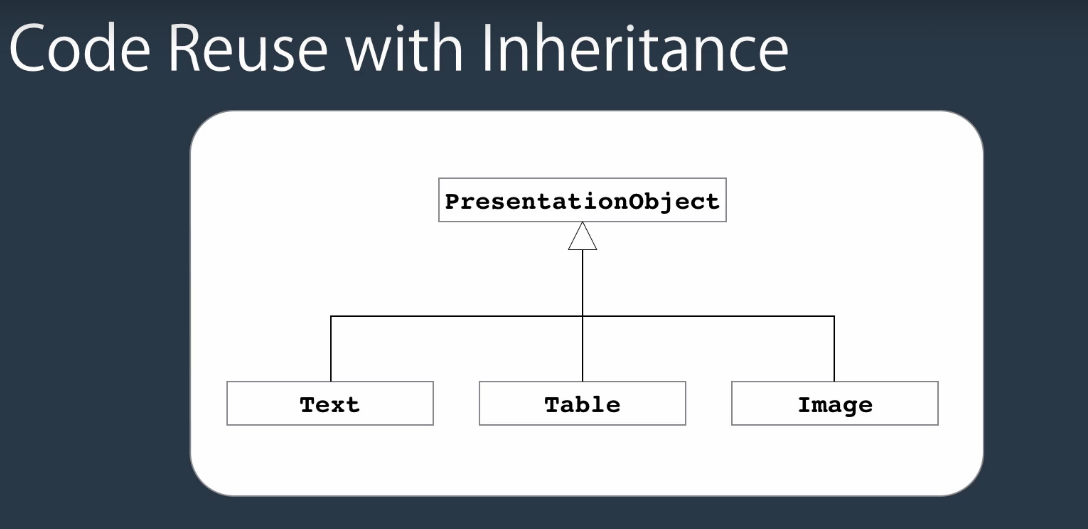 Code Reuse with Inheritance
PresentationObject
Text
Table
Image